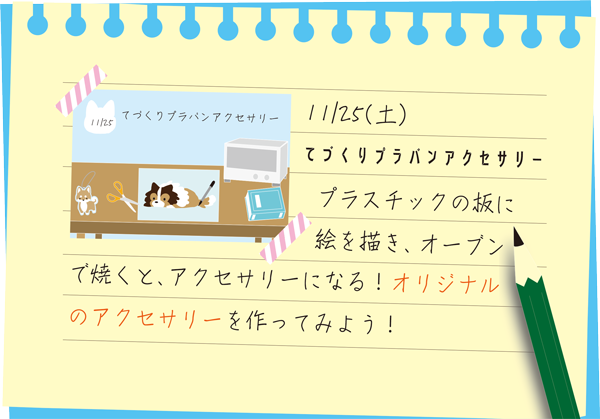 11/25
てづくりプラバンアクセサリー
11/25(土)
てづくりプラバンアクセサリー
プラスチックの板に
絵を描き、オーブン
で焼くと、アクセサリーになる！オリジナル
のアクセサリーを作ってみよう！